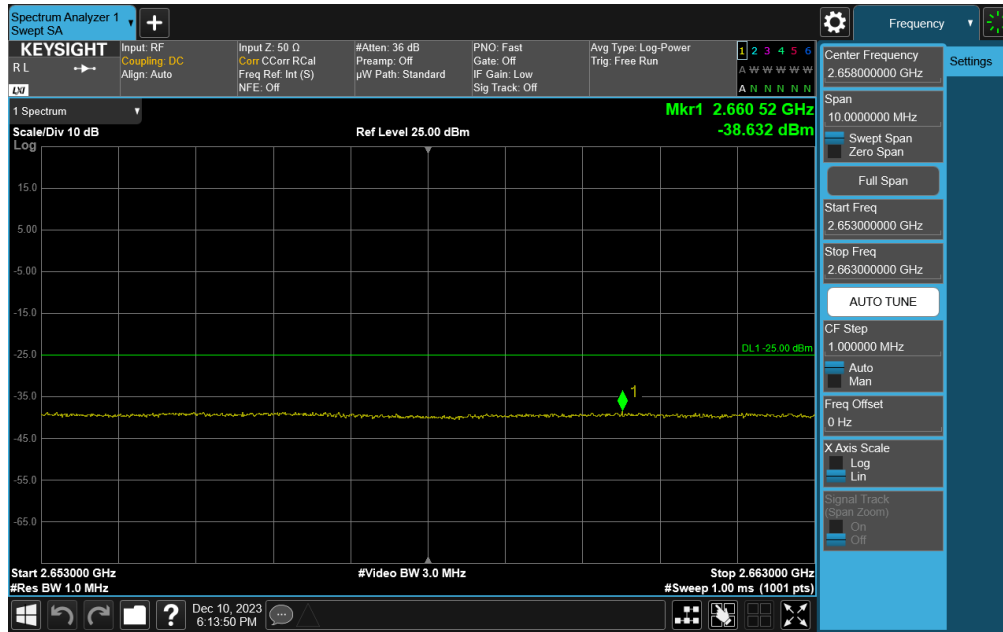 Spectrum Analyzer 1
Swept SA
Frequency
KEYSIGHT
R L
LXI
Input: RF
Coupling: DC
Align: Auto
Input Z: 50 Ω
Corr CCorr RCal
Freq Ref: Int (S)
NFE: Off
#Atten: 36 dB
Preamp: Off
µW Path: Standard
PNO: Fast
Gate: Off
IF Gain: Low
Sig Track: Off
Avg Type: Log-Power
Trig: Free Run
1 2 3 4 5 6
A W W W W W
A N N N N N
1 Spectrum
Scale/Div 10 dB
Log
Ref Level 25.00 dBm
Mkr1 2.660 52 GHz
-38.632 dBm
15.0
5.00
-5.00
-25.0
-35.0
-45.0
-55.0
-65.0
-15.0
DL1 -25.00 dBm
1
Start 2.653000 GHz
#Res BW 1.0 MHz
#Video BW 3.0 MHz
Stop 2.663000 GHz
#Sweep 1.00 ms (1001 pts)
Center Frequency
2.658000000 GHz
Settings
Span
10.0000000 MHz
Swept Span
Zero Span
Full Span
Start Freq
2.653000000 GHz
Stop Freq
2.663000000 GHz
AUTO TUNE
CF Step
1.000000 MHz
Auto
Man
Freq Offset
0 Hz
X Axis Scale
Log
Lin
Signal Track
(Span Zoom)
On
Off
?
Dec 10, 2023
6:13:50 PM